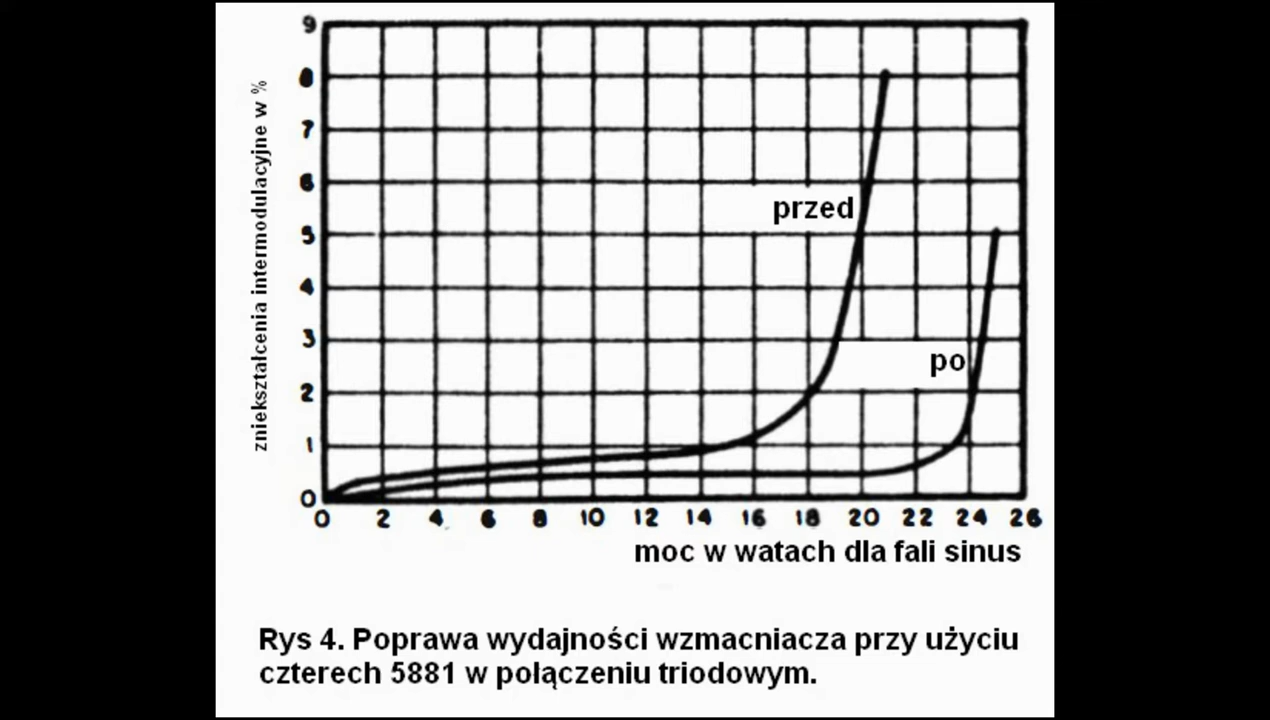 9
8
7
6
5
4
3
2
1
0
zniekształcenia intermodulacyjne w %
przed
po
0 2 4 6 8 10 12 14 16 18 20 22 24 26
moc w watach dla fali sinus
Rys 4. Poprawa wydajności wzmacniacza przy użyciu
czterech 5881 w połączeniu triodowym.